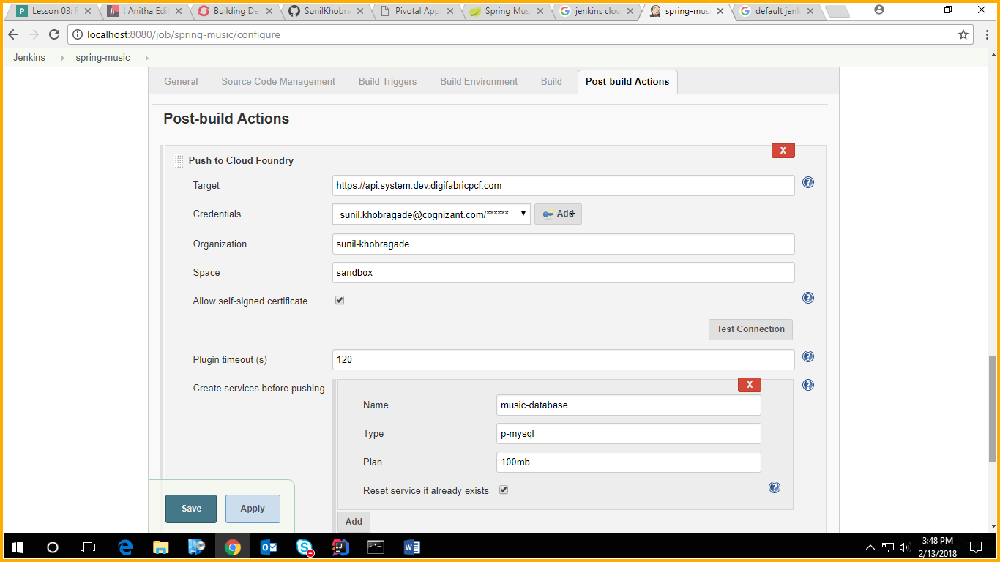 Lesson 03: F
! Anitha Edi
Building De
SunilKhobra
Pivotal App
Spring Mus
jenkins clou
spring-musi
default jenk
localhost:8080/job/spring-music/configure
Jenkins spring-music
General Source Code Management Build Triggers Build Environment Build Post-build Actions
Post-build Actions
X
Push to Cloud Foundry
Target https://api.system.dev.digifabricpcf.com ?
Credentials sunil.khobragade@cognizant.com/****** Add
Organization sunil-khobragade
Space sandbox
Allow self-signed certificate ?
Test Connection
Plugin timeout (s) 120 ?
Create services before pushing X ?
Name music-database
Type p-mysql
Plan 100mb
Reset service if already exists ?
Save Apply
Add
3:48 PM
2/13/2018